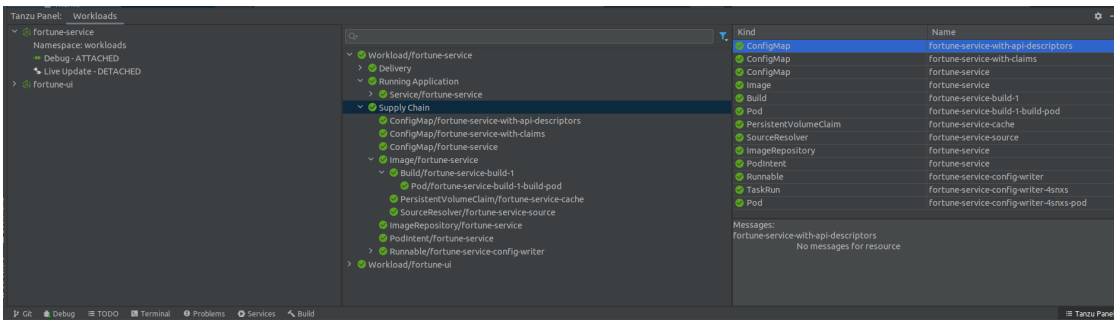 Tanzu Panel: Workloads
fortune-service
Namespace: workloads
Debug - ATTACHED
Live Update - DETACHED
fortune-ui
Workload/fortune-service
Delivery
Running Application
Service/fortune-service
Supply Chain
ConfigMap/fortune-service-with-api-descriptors
ConfigMap/fortune-service-with-claims
ConfigMap/fortune-service
Image/fortune-service
Build/fortune-service-build-1
Pod/fortune-service-build-1-build-pod
PersistentVolumeClaim/fortune-service-cache
SourceResolver/fortune-service-source
ImageRepository/fortune-service
PodIntent/fortune-service
Runnable/fortune-service-config-writer
Workload/fortune-ui
Kind Name
ConfigMap fortune-service-with-api-descriptors
ConfigMap fortune-service-with-claims
ConfigMap fortune-service
Image fortune-service
Build fortune-service-build-1
Pod fortune-service-build-1-build-pod
PersistentVolumeClaim fortune-service-cache
SourceResolver fortune-service-source
ImageRepository fortune-service
PodIntent fortune-service
Runnable fortune-service-config-writer
TaskRun fortune-service-config-writer-4snxs
Pod fortune-service-config-writer-4snxs-pod
Messages:
fortune-service-with-api-descriptors
No messages for resource
Git Debug TODO Terminal Problems Services Build Tanzu Pane